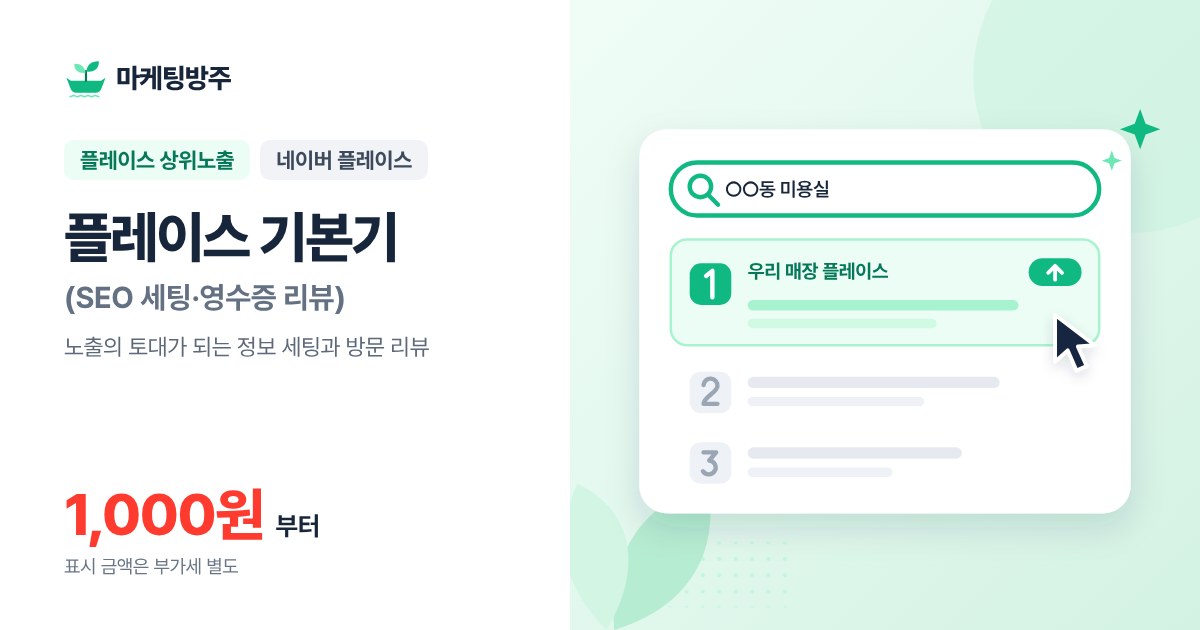 마케팅방주
플레이스 상위노출
네이버 플레이스
플레이스 기본기
(SEO 세팅·영수증 리뷰)
노출의 토대가 되는 정보 세팅과 방문 리뷰
1,000원 부터
표시 금액은 부가세 별도
○○동 미용실
1
우리 매장 플레이스
2
3